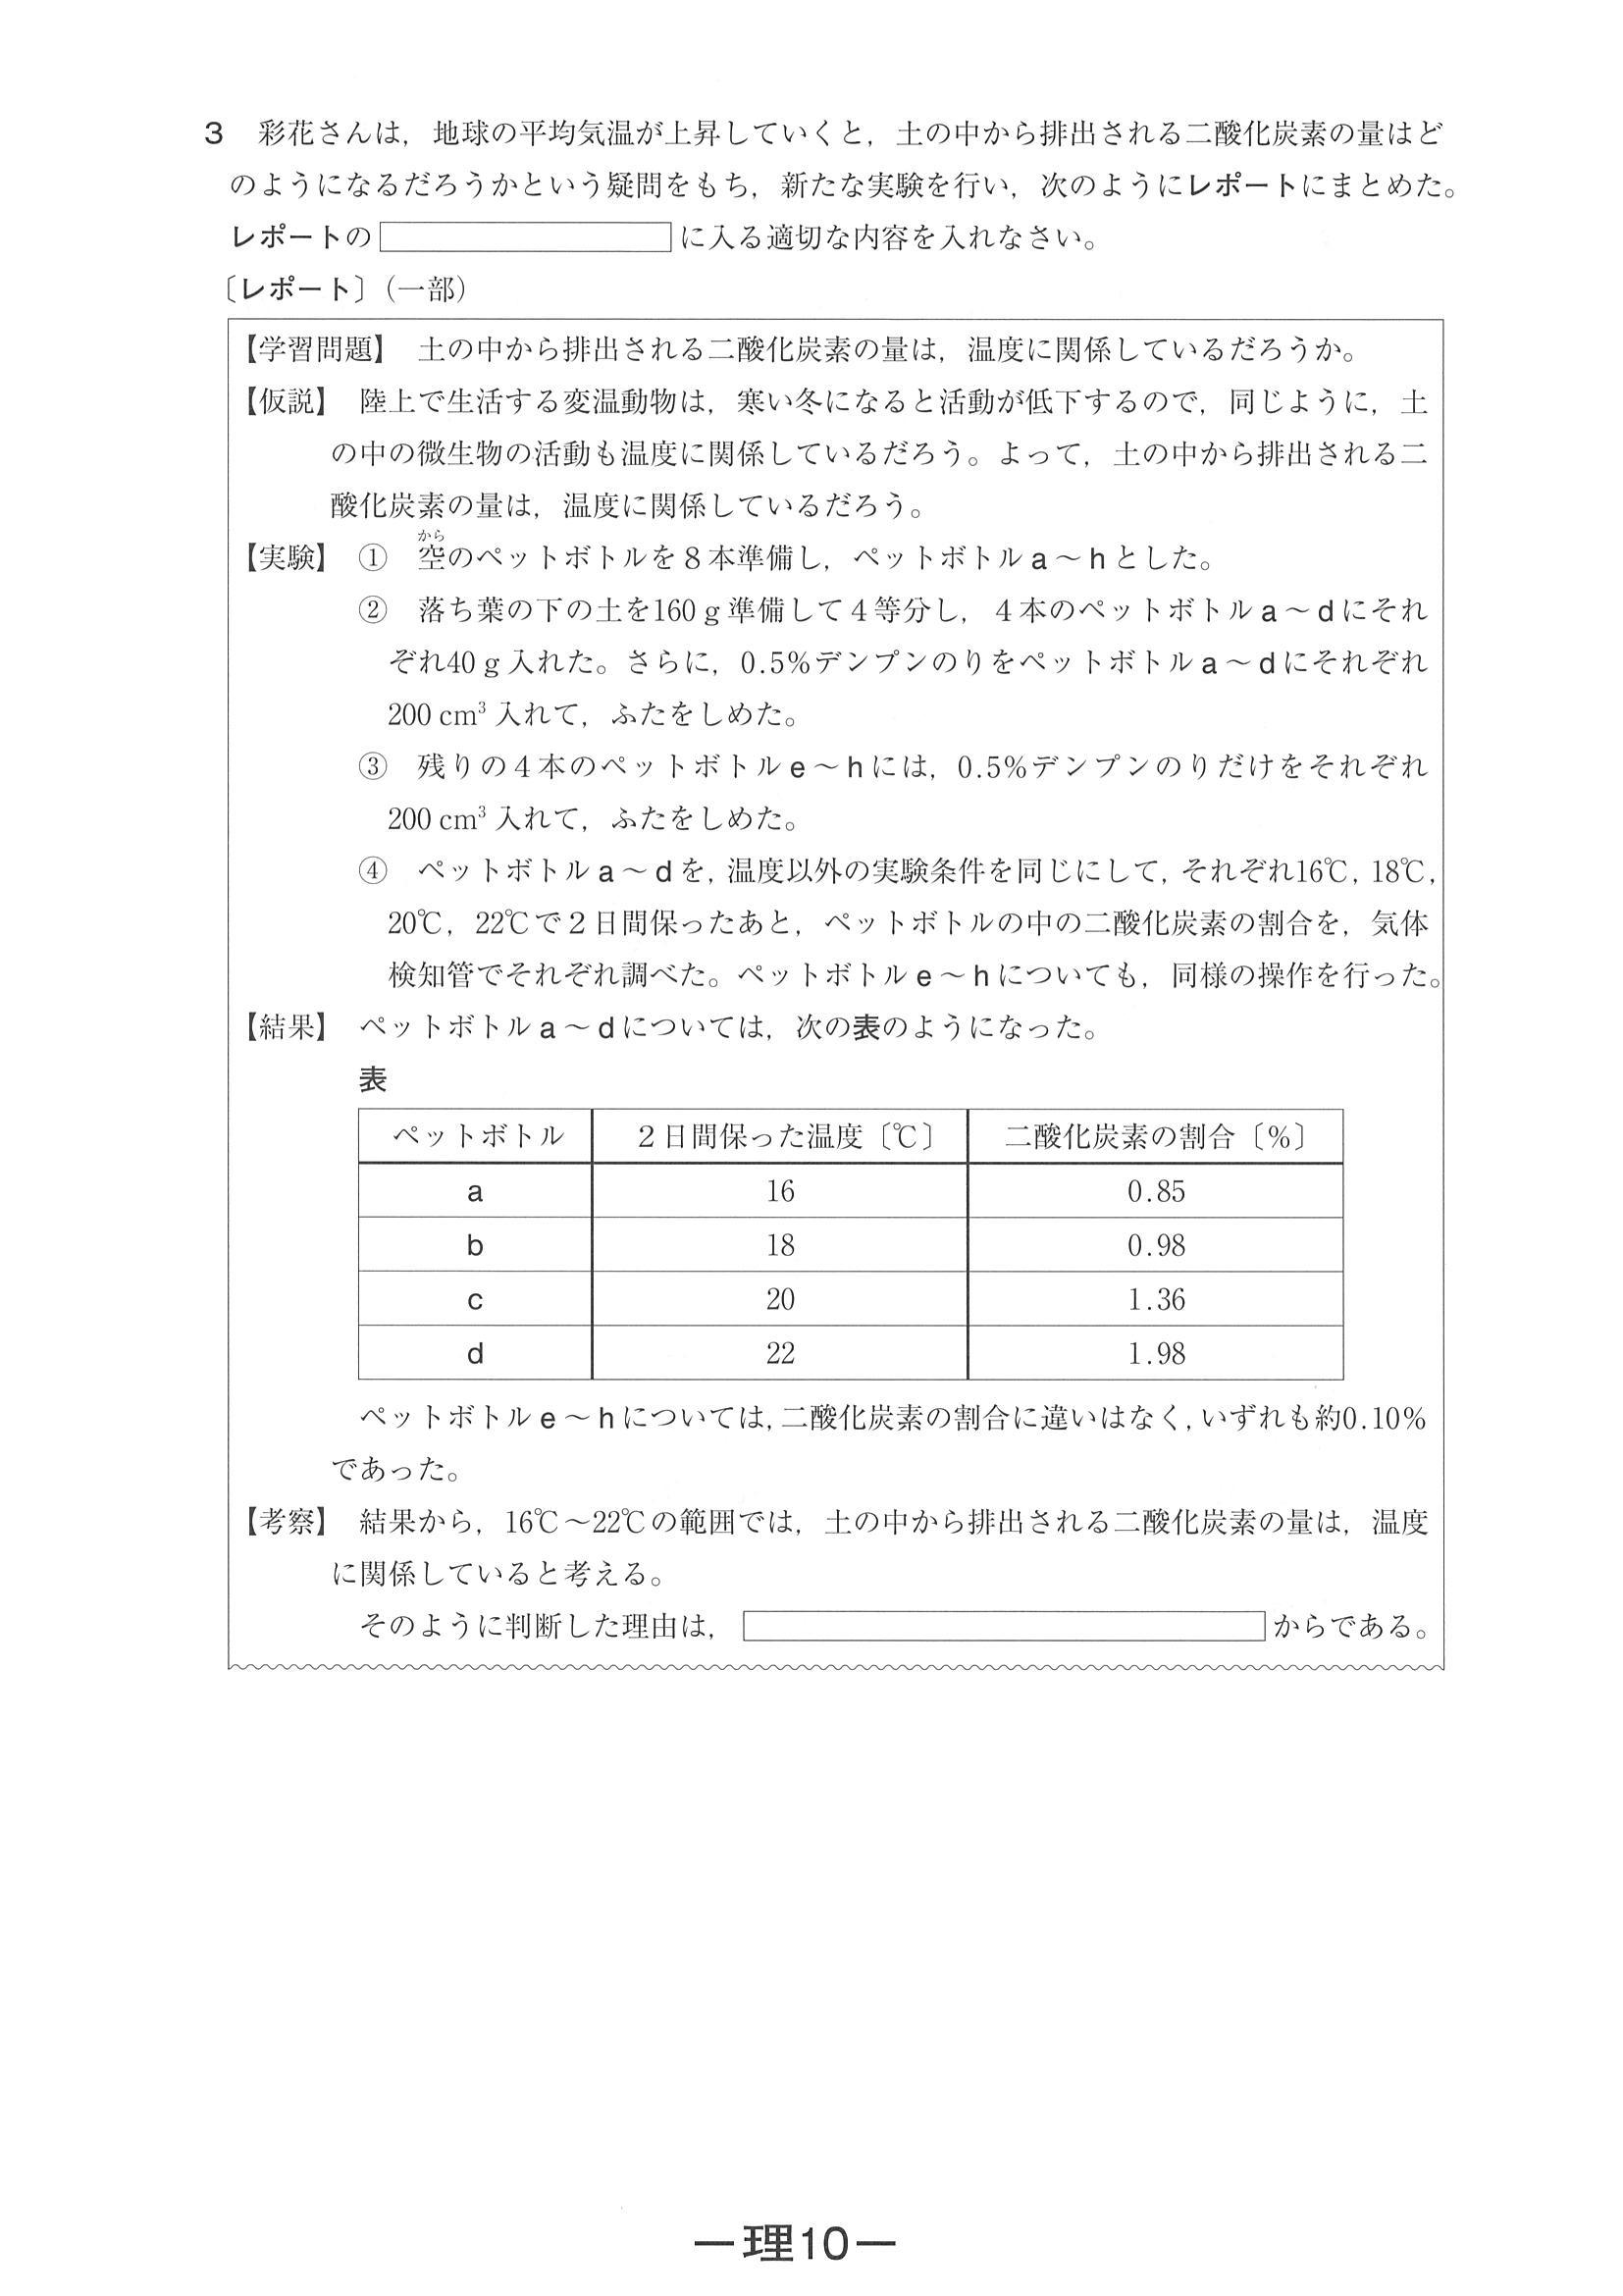 3　彩花さんは，地球の平均気温が上昇していくと，土の中から排出される二酸化炭素の量はど
のようになるだろうかという疑問をもち，新たな実験を行い，次のようにレポートにまとめた。
レポートの　　　　　に入る適切な内容を入れなさい。
〔レポート〕（一部）
【学習問題】　土の中から排出される二酸化炭素の量は，温度に関係しているだろうか。
【仮説】　陸上で生活する変温動物は，寒い冬になると活動が低下するので，同じように，土
の中の微生物の活動も温度に関係しているだろう。よって，土の中から排出される二
酸化炭素の量は，温度に関係しているだろう。
から
【実験】　①　空のペットボトルを８本準備し，ペットボトルa～hとした。
②　落ち葉の下の土を160ｇ準備して４等分し，４本のペットボトルa～dにそれ
ぞれ40ｇ入れた。さらに，0.5%デンプンのりをペットボトルa～dにそれぞれ
200 cm³ 入れて，ふたをしめた。
③　残りの４本のペットボトルe～hには，0.5%デンプンのりだけをそれぞれ
200 cm³ 入れて，ふたをしめた。
④　ペットボトルa～dを，温度以外の実験条件を同じにして，それぞれ16℃，18℃，
20℃，22℃で２日間保ったあと，ペットボトルの中の二酸化炭素の割合を，気体
検知管でそれぞれ調べた。ペットボトルe～hについても，同様の操作を行った。
【結果】　ペットボトルa～dについては，次の表のようになった。
表
ペットボトル　２日間保った温度〔℃〕　二酸化炭素の割合〔%〕
a　16　0.85
b　18　0.98
c　20　1.36
d　22　1.98
ペットボトルe～hについては，二酸化炭素の割合に違いはなく，いずれも約0.10%
であった。
【考察】　結果から，16℃～22℃の範囲では，土の中から排出される二酸化炭素の量は，温度
に関係していると考える。
そのように判断した理由は，　　　　　からである。
―理10―